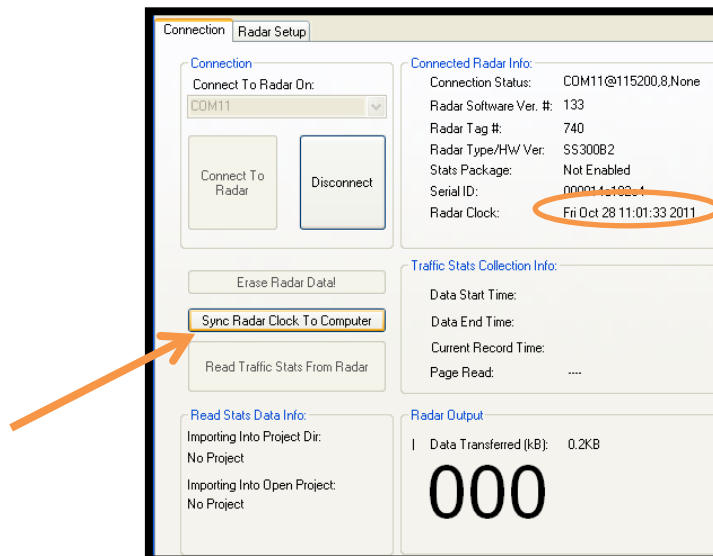 Connection Radar Setup
Connection
Connect To Radar On:
COM11
Connect To
Radar
Disconnect
Erase Radar Data!
Sync Radar Clock To Computer
Read Traffic Stats From Radar
Read Stats Data Info:
Importing Into Project Dir:
No Project
Importing Into Open Project:
No Project
Connected Radar Info:
Connection Status: COM11@115200,8,None
Radar Software Ver. #: 133
Radar Tag #: 740
Radar Type/HW Ver: SS300B2
Stats Package: Not Enabled
Serial ID:
Radar Clock: Fri Oct 28 11:01:33 2011
Traffic Stats Collection Info:
Data Start Time:
Data End Time:
Current Record Time:
Page Read: ----
Radar Output
| Data Transferred (kB): 0.2KB
000